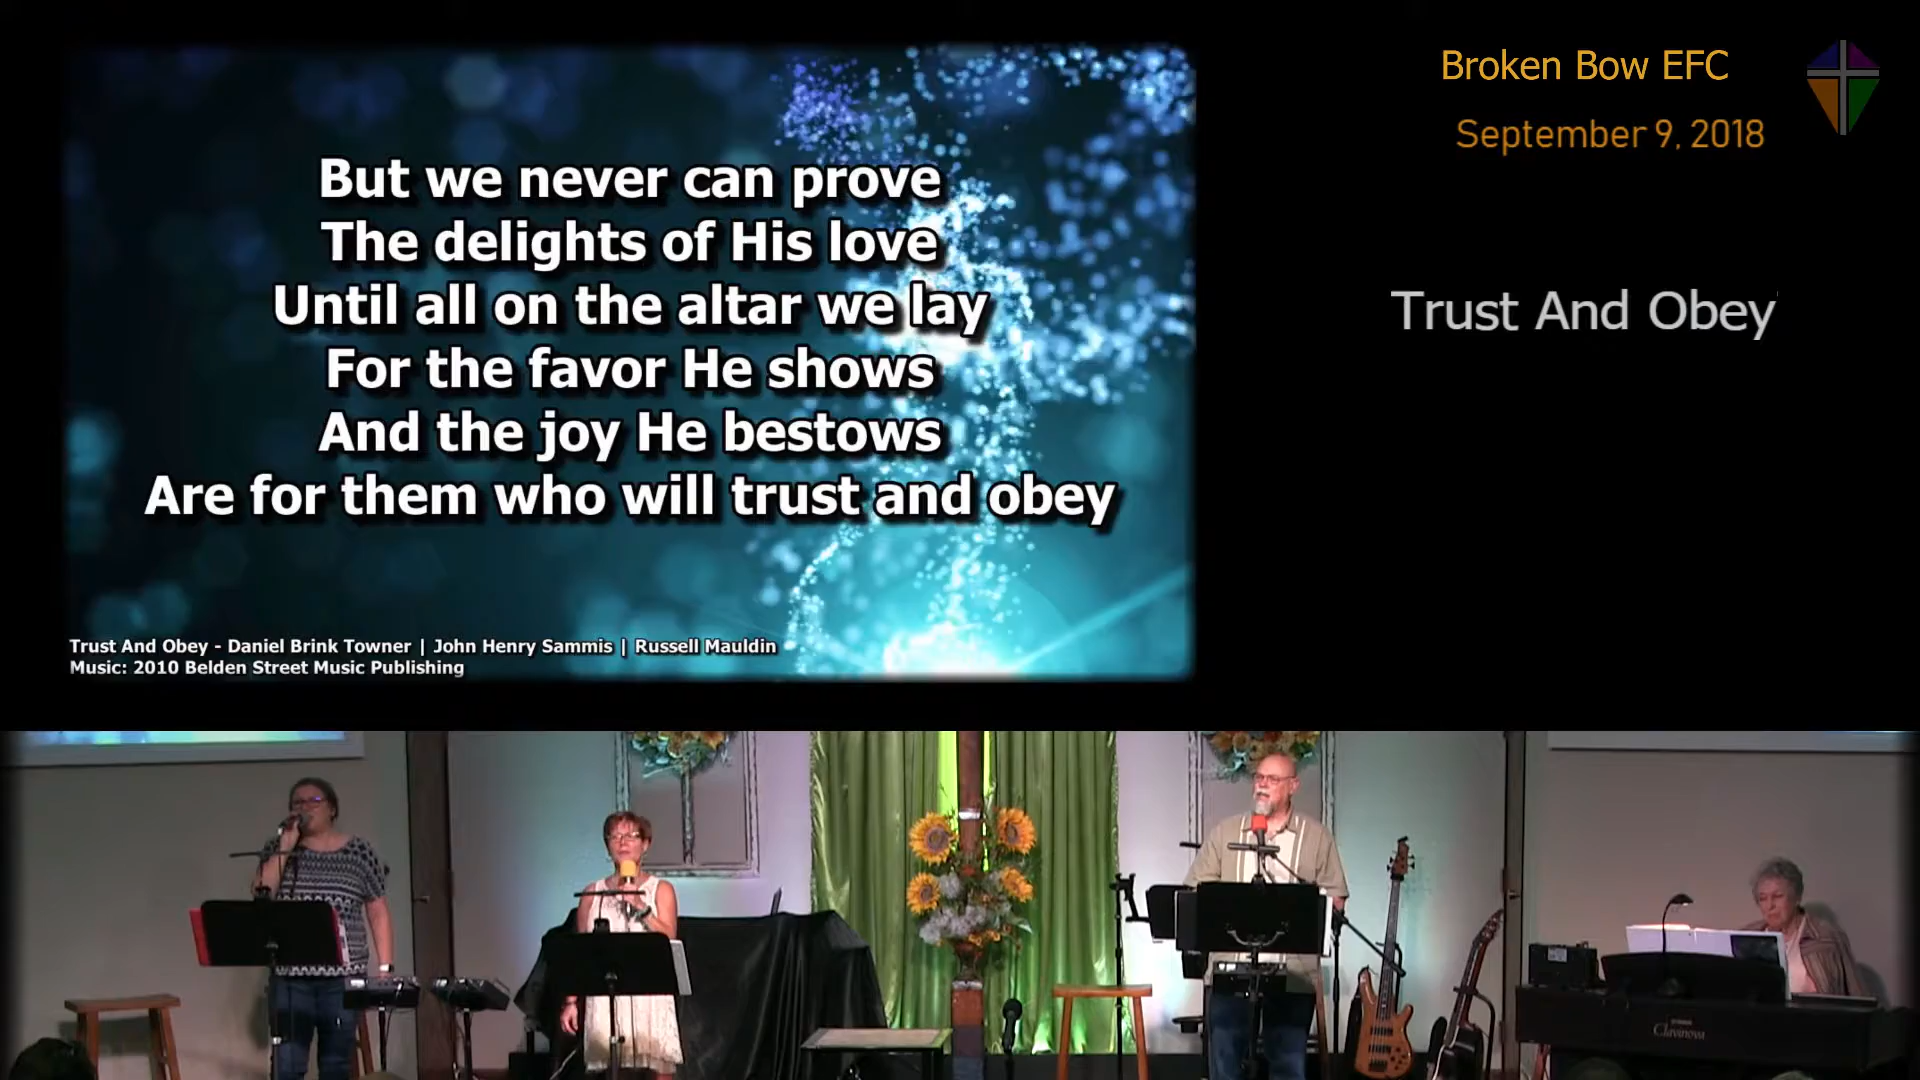 But we never can prove
The delights of His love
Until all on the altar we lay
For the favor He shows
And the joy He bestows
Are for them who will trust and obey
Trust And Obey - Daniel Brink Towner | John Henry Sammis | Russell Mauldin
Music: 2010 Belden Street Music Publishing
Broken Bow EFC
September 9, 2018
Trust And Obey
Clavinova